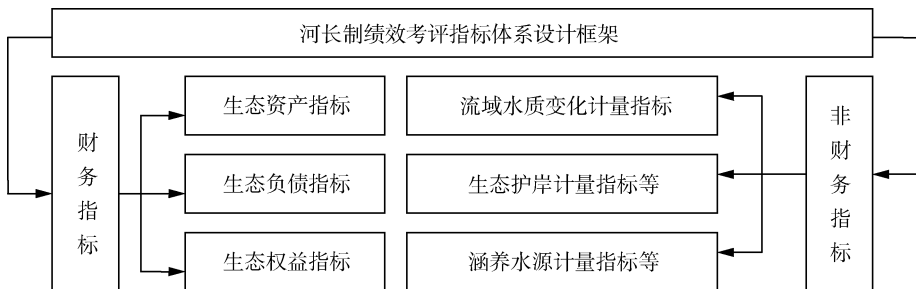 河长制绩效考评指标体系设计框架
财务指标
生态资产指标
生态负债指标
生态权益指标
流域水质变化计量指标
生态护岸计量指标等
涵养水源计量指标等
非财务指标